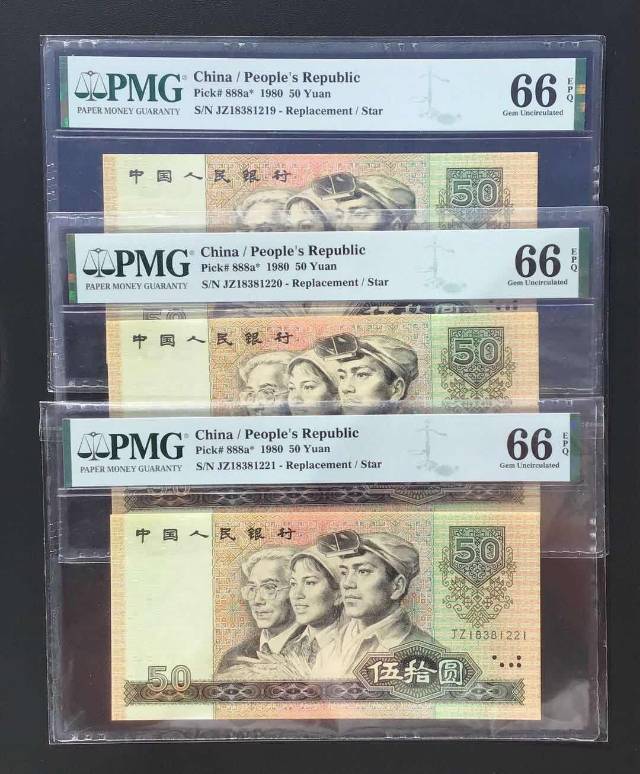 PMG
PAPER MONEY GUARANTY
China / People's Republic
Pick# 888a* 1980 50 Yuan
S/N JZ18381219 - Replacement / Star
66 EPQ
Gem Uncirculated
中国人民银行
50
PMG
PAPER MONEY GUARANTY
China / People's Republic
Pick# 888a* 1980 50 Yuan
S/N JZ18381220 - Replacement / Star
66 EPQ
Gem Uncirculated
中国人民银行
50
PMG
PAPER MONEY GUARANTY
China / People's Republic
Pick# 888a* 1980 50 Yuan
S/N JZ18381221 - Replacement / Star
66 EPQ
Gem Uncirculated
中国人民银行
50
JZ18381221
50
伍拾圆